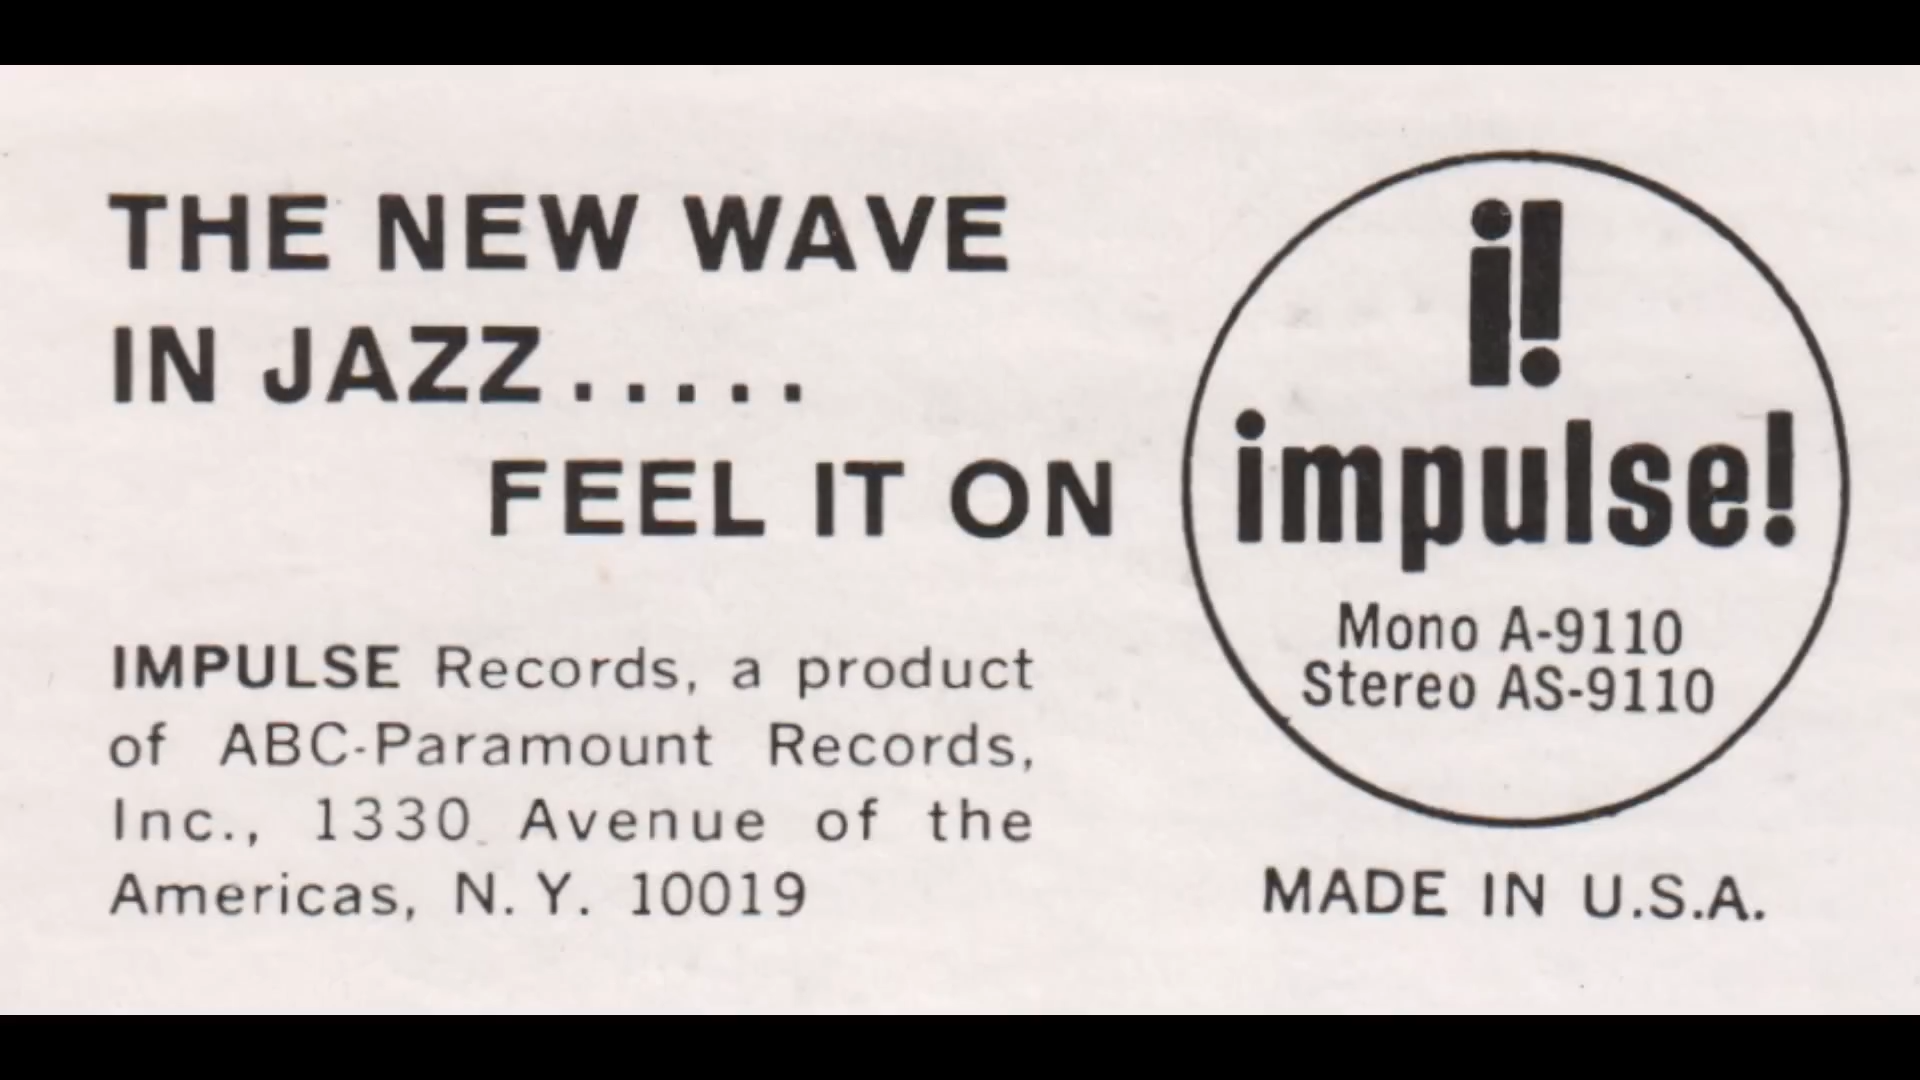 THE NEW WAVE
IN JAZZ.....
FEEL IT ON
IMPULSE Records, a product
of ABC-Paramount Records,
Inc., 1330 Avenue of the
Americas, N. Y. 10019
i!
impulse!
Mono A-9110
Stereo AS-9110
MADE IN U.S.A.